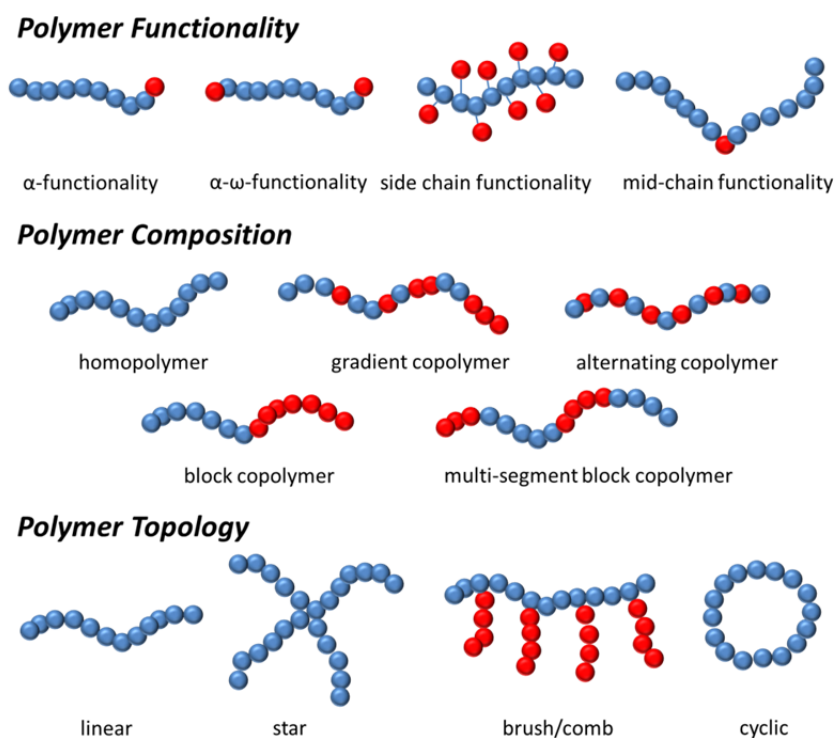 Polymer Functionality
α-functionality α-ω-functionality side chain functionality mid-chain functionality
Polymer Composition
homopolymer gradient copolymer alternating copolymer
block copolymer multi-segment block copolymer
Polymer Topology
linear star brush/comb cyclic